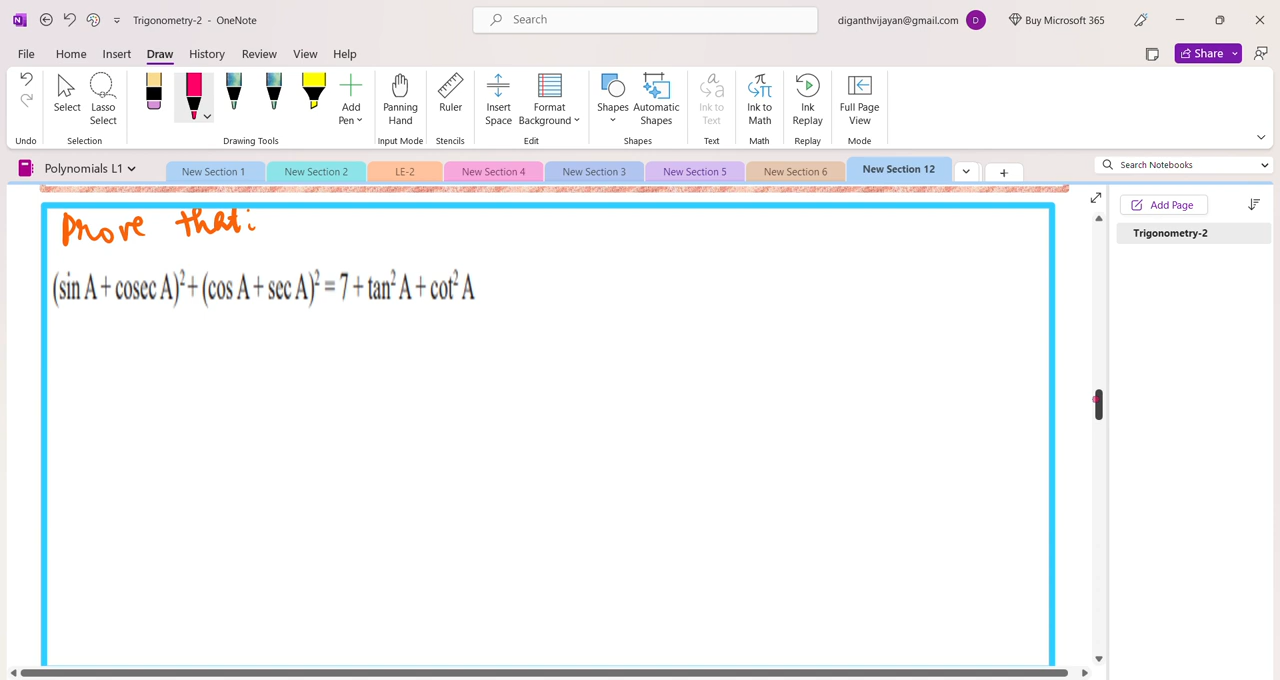 Trigonometry-2 - OneNote
Search
diganthvijayan@gmail.com
D
Buy Microsoft 365
File Home Insert Draw History Review View Help
Share
Undo
Select
Lasso Select
Selection
Drawing Tools
Add Pen
Panning Hand
Input Mode
Ruler
Stencils
Insert Space
Format Background
Edit
Shapes
Automatic Shapes
Shapes
Ink to Text
Text
Ink to Math
Math
Ink Replay
Replay
Full Page View
Mode
Polynomials L1
New Section 1
New Section 2
LE-2
New Section 4
New Section 3
New Section 5
New Section 6
New Section 12
Search Notebooks
Add Page
Trigonometry-2
Prove that:
(sin A + cosec A)² + (cos A + sec A)² = 7 + tan² A + cot² A